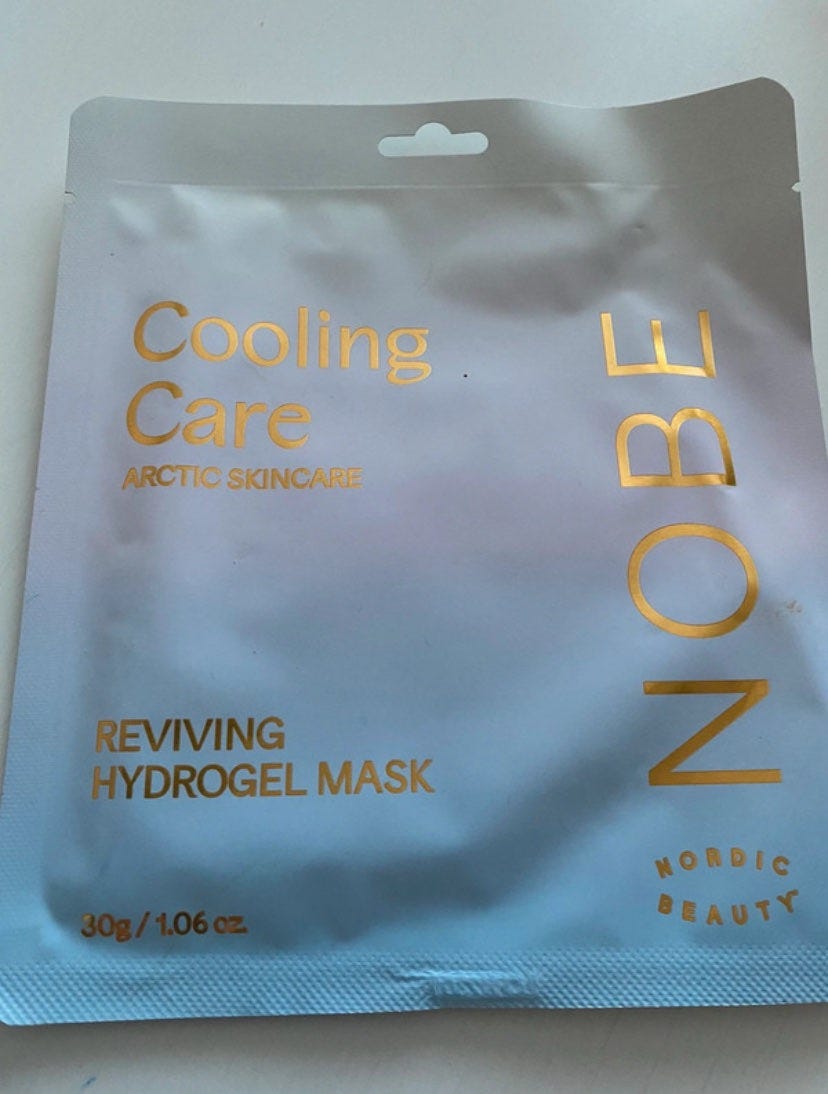 Cooling
Care
ARCTIC SKINCARE
NOBE
REVIVING
HYDROGEL MASK
NORDIC
BEAUTY
30g / 1.06 oz.